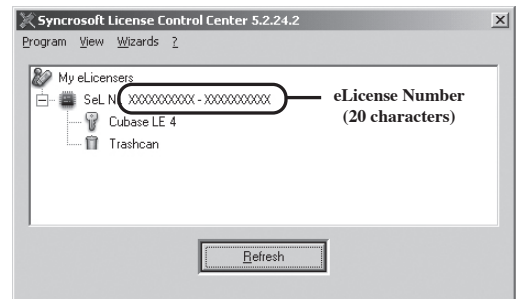 Syncrosoft License Control Center 5.2.24.2
Program View Wizards ?
My eLicensers
SeL N XXXXXXXXXX - XXXXXXXXXX
eLicense Number
(20 characters)
Cubase LE 4
Trashcan
Refresh